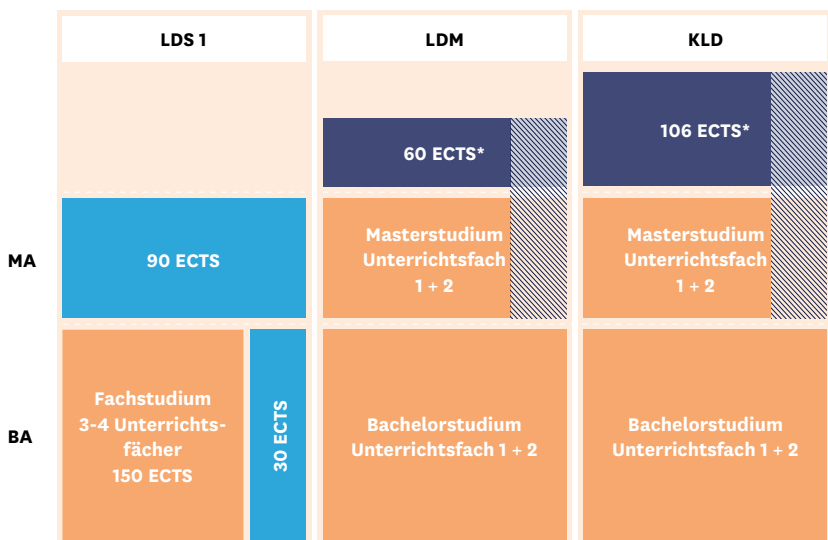 LDS 1
LDM
KLD
60 ECTS*
106 ECTS*
MA
90 ECTS
Masterstudium
Unterrichtsfach
1 + 2
Masterstudium
Unterrichtsfach
1 + 2
BA
Fachstudium
3-4 Unterrichts-
fächer
150 ECTS
30 ECTS
Bachelorstudium
Unterrichtsfach 1 + 2
Bachelorstudium
Unterrichtsfach 1 + 2